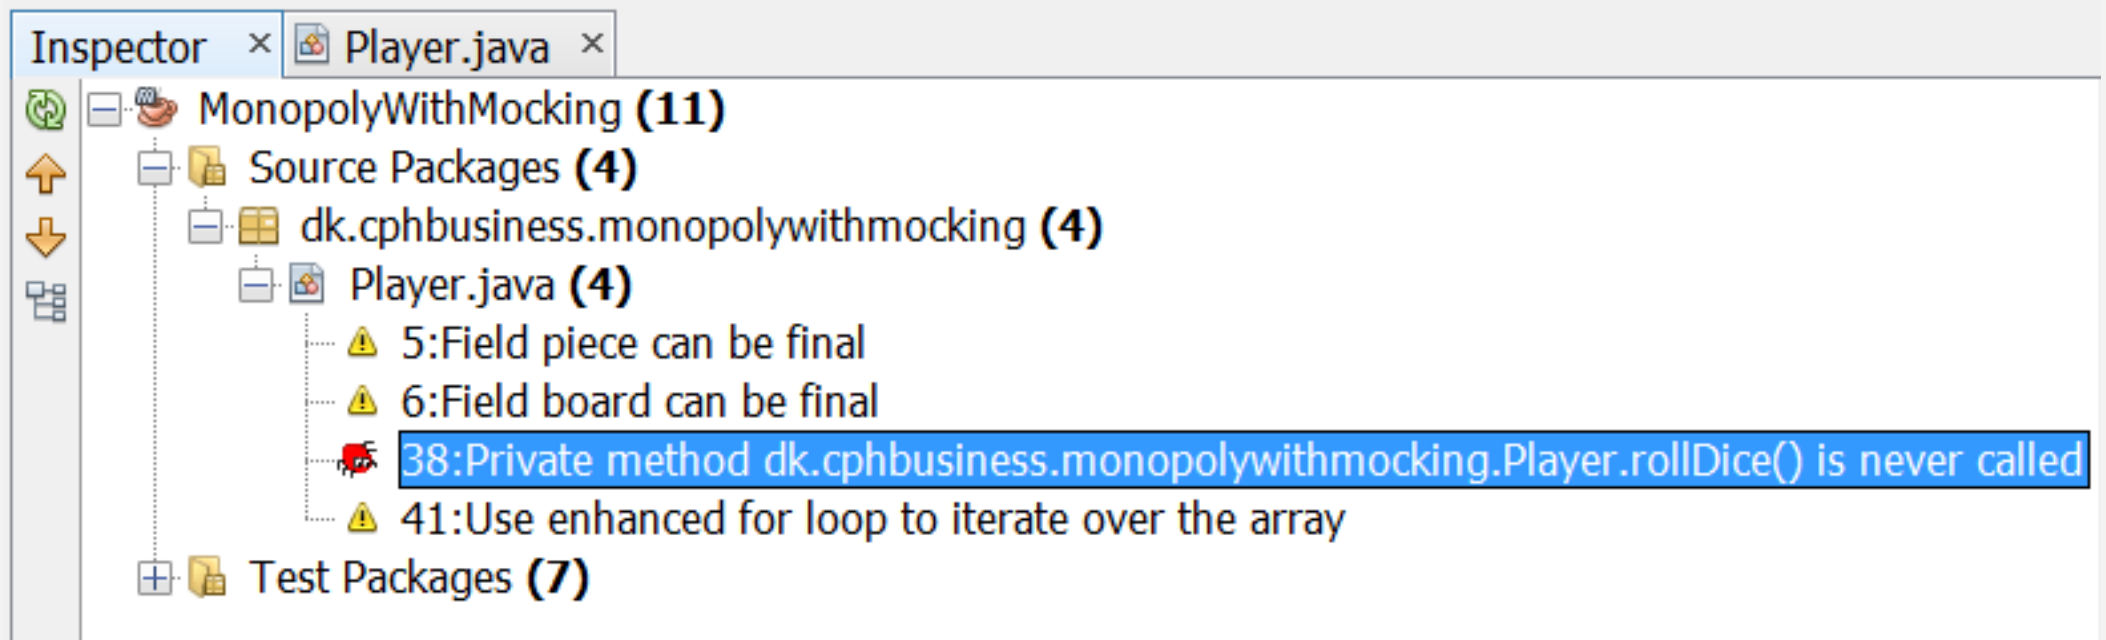 Inspector × Player.java ×
MonopolyWithMocking (11)
Source Packages (4)
dk.cphbusiness.monopolywithmocking (4)
Player.java (4)
5:Field piece can be final
6:Field board can be final
38:Private method dk.cphbusiness.monopolywithmocking.Player.rollDice() is never called
41:Use enhanced for loop to iterate over the array
Test Packages (7)